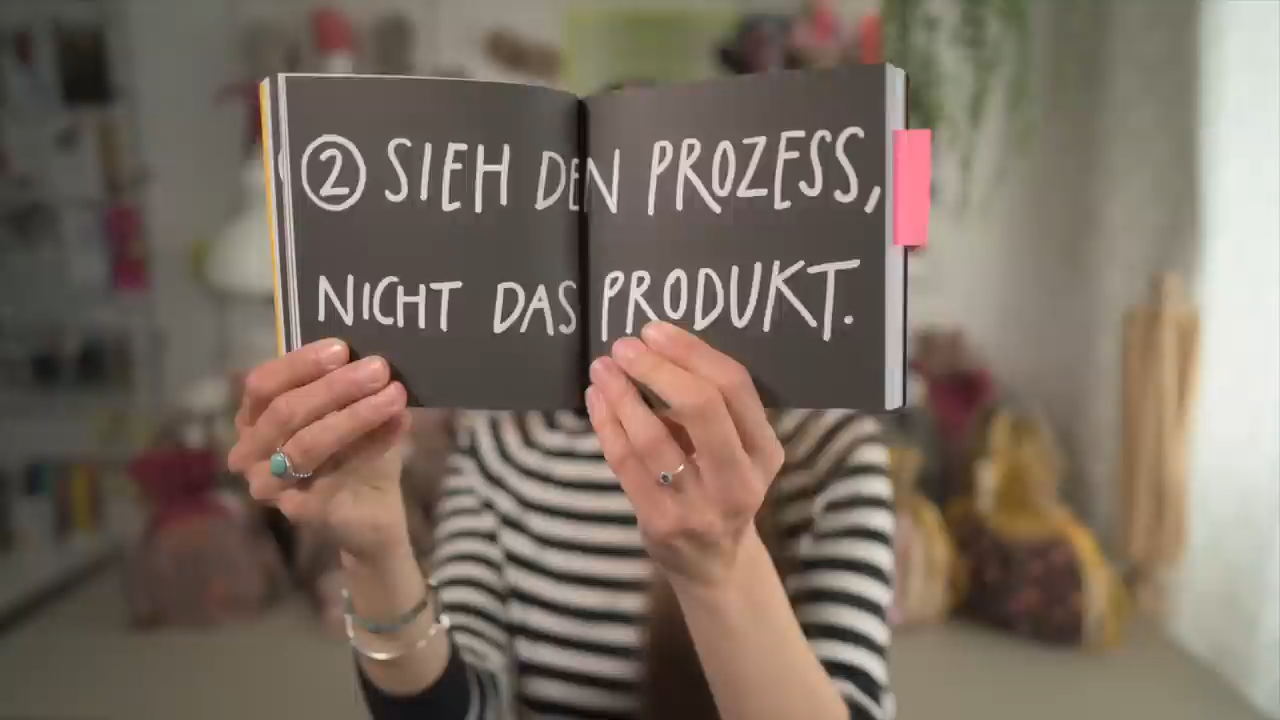 ② SIEH DEN PROZESS,
NICHT DAS PRODUKT.